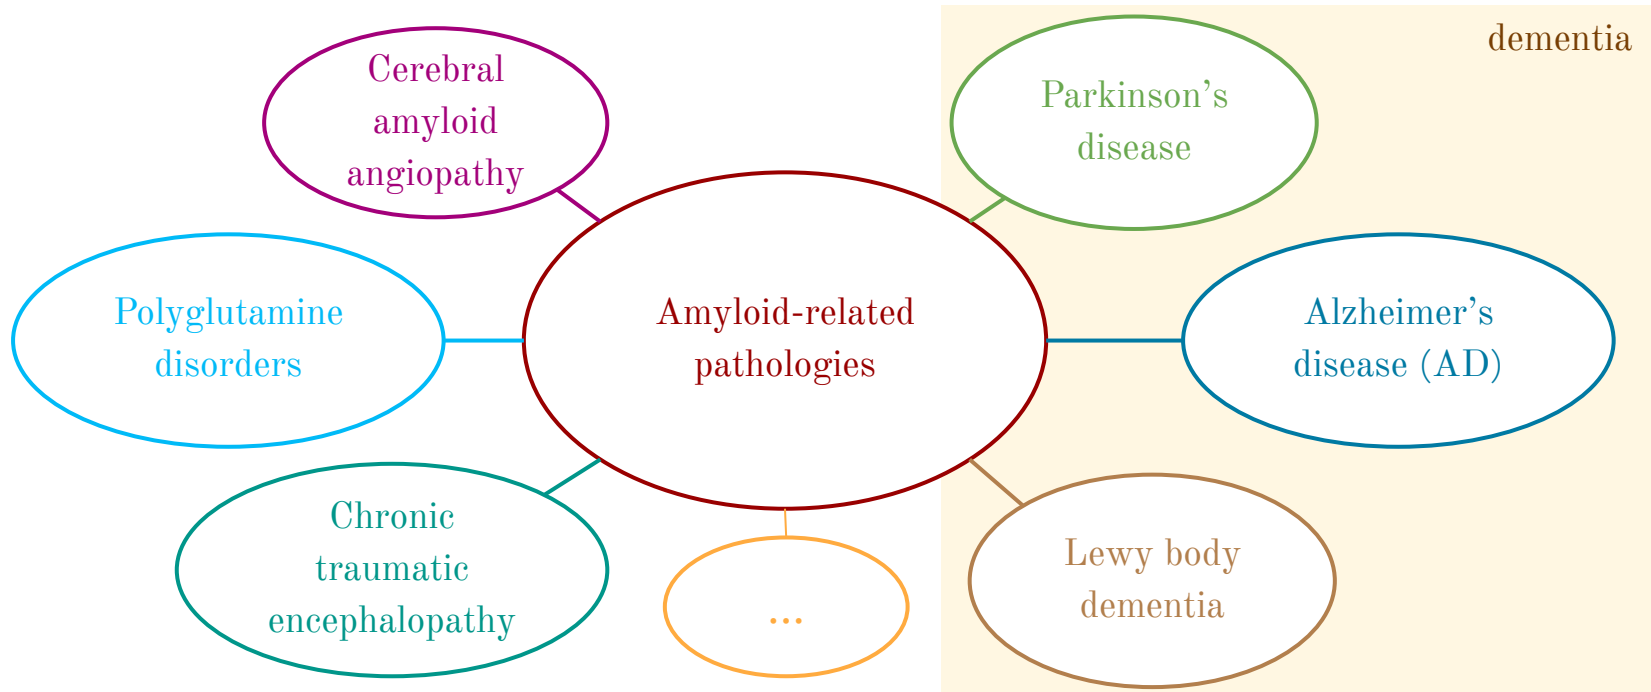 dementia
Cerebral
amyloid
angiopathy
Parkinson's
disease
Polyglutamine
disorders
Amyloid-related
pathologies
Alzheimer's
disease (AD)
Chronic
traumatic
encephalopathy
...
Lewy body
dementia